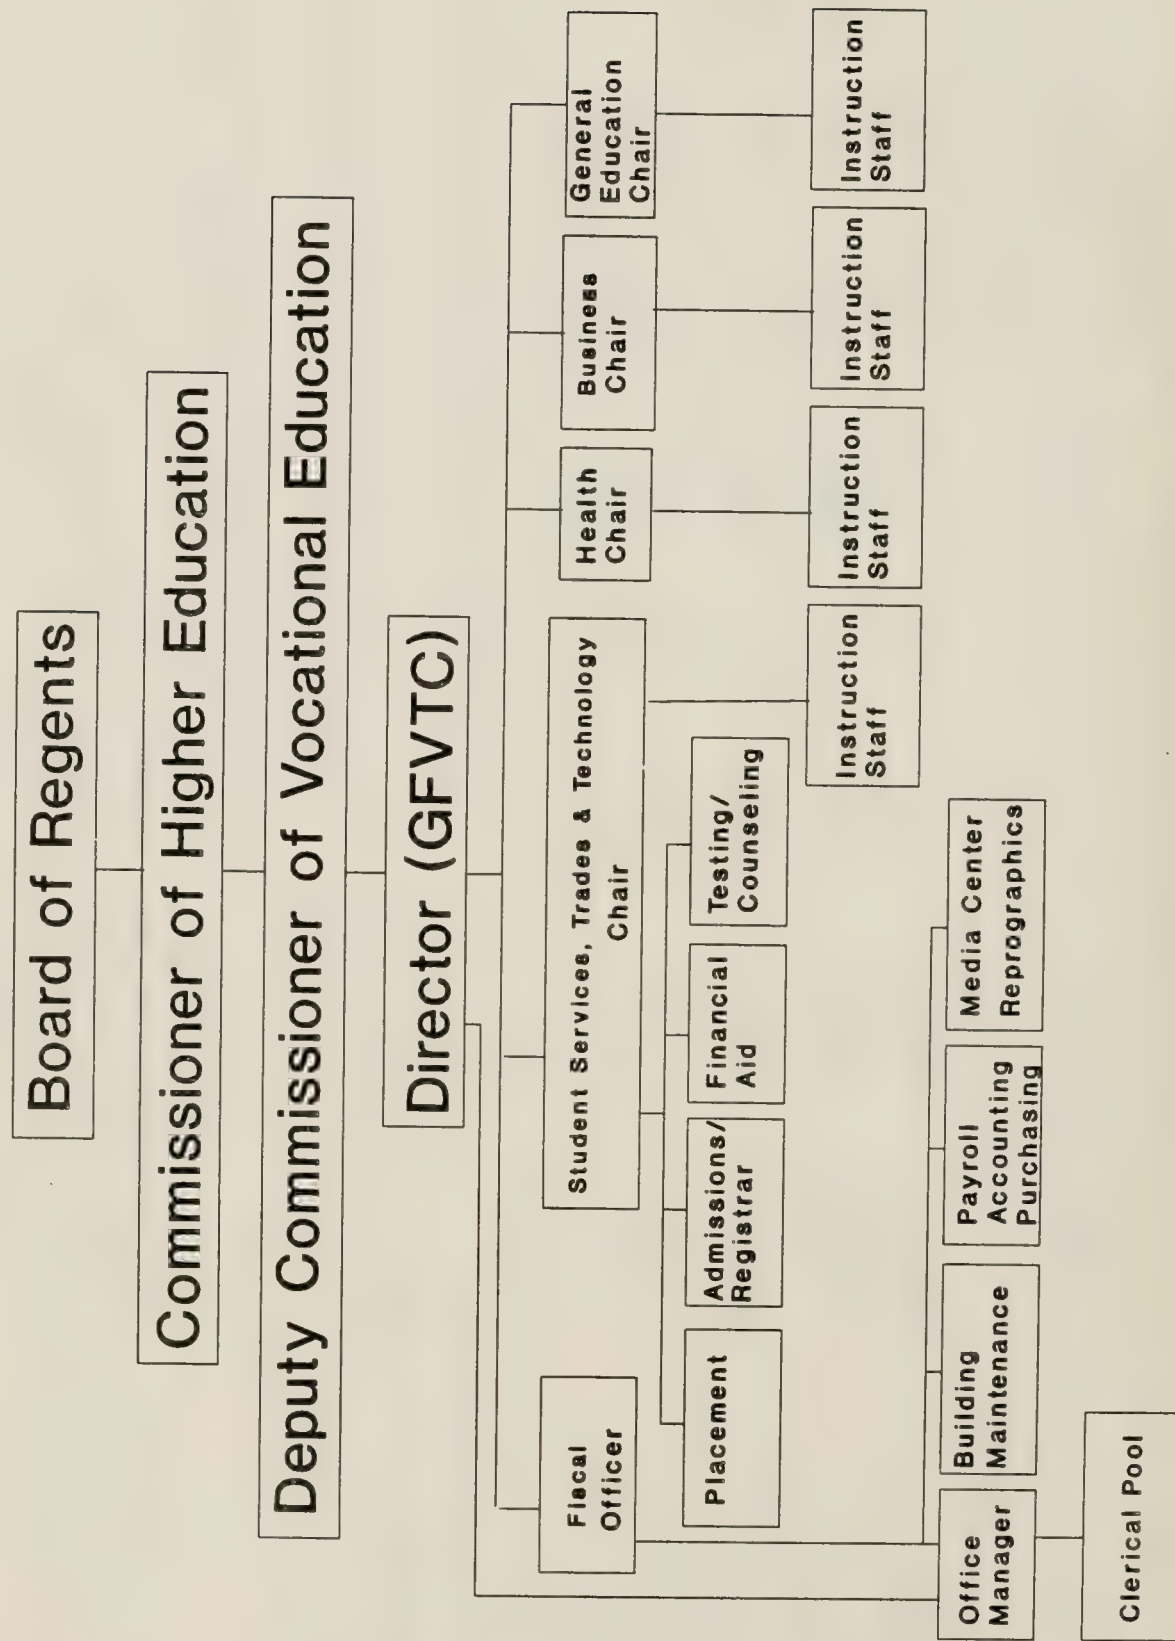 Board of Regents
Commissioner of Higher Education
Deputy Commissioner of Vocational Education
Director (GFVTC)
Fiscal
Officer
Student Services, Trades & Technology
Chair
Health
Chair
Business
Chair
General
Education
Chair
Placement
Admissions/
Registrar
Financial
Aid
Testing/
Counseling
Instruction
Staff
Instruction
Staff
Instruction
Staff
Instruction
Staff
Office
Manager
Building
Maintenance
Payroll
Accounting
Purchasing
Media Center
Reprographics
Clerical Pool